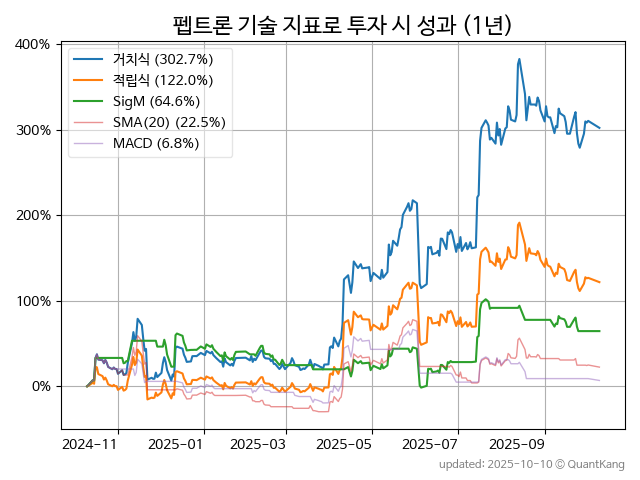 펩트론 기술 지표로 투자 시 성과 (1년)
400%
300%
200%
100%
0%
거치식 (302.7%)
적립식 (122.0%)
SigM (64.6%)
SMA(20) (22.5%)
MACD (6.8%)
2024-11
2025-01
2025-03
2025-05
2025-07
2025-09
updated: 2025-10-10 © QuantKang